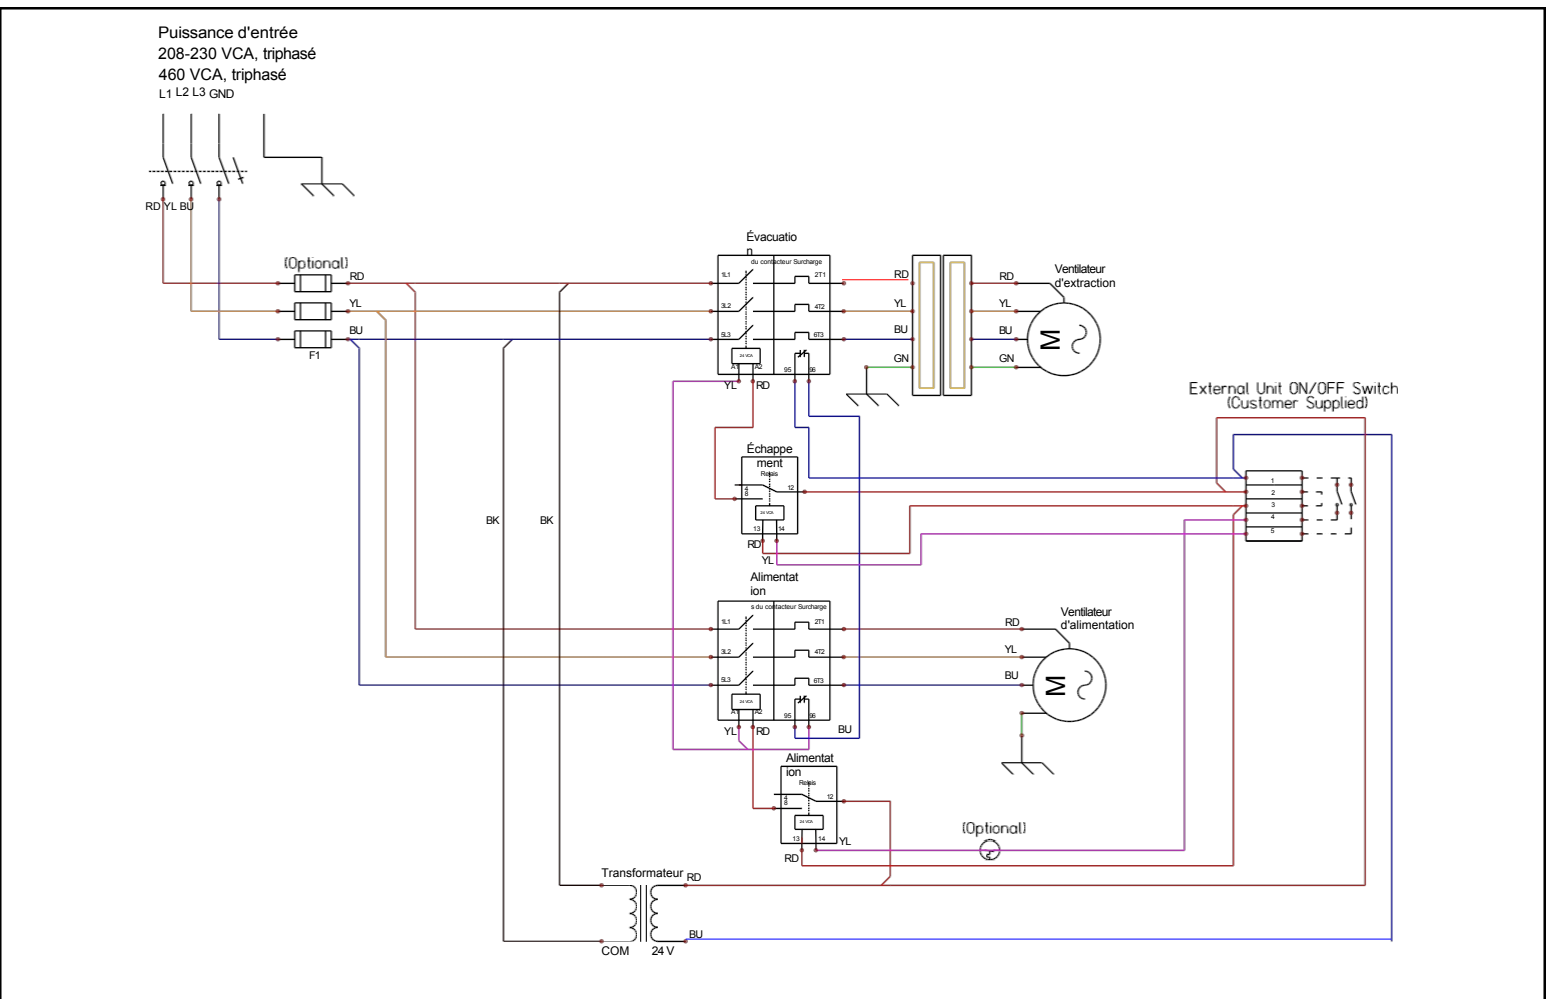 Puissance d'entrée
208-230 VCA, triphasé
460 VCA, triphasé
L1 L2 L3 GND
RD YL BU
(Optional)
RD
YL
BU
F1
Évacuatio
n
du contacteur Surcharge
1L1
2T1
3L2
4T2
5L3
6T3
24 VCA
A1
A2
95
96
YL
RD
RD
YL
BU
GN
RD
YL
BU
GN
Ventilateur
d'extraction
M
External Unit ON/OFF Switch
(Customer Supplied)
1
2
3
4
5
Échappe
ment
Relais
4
8
12
24 VCA
13
14
RD
YL
BK
BK
Alimentat
ion
s du contacteur Surcharge
1L1
2T1
3L2
4T2
5L3
6T3
24 VCA
A1
A2
95
96
YL
RD
BU
RD
YL
BU
Ventilateur
d'alimentation
M
Alimentat
ion
Relais
4
8
12
24 VCA
13
14
YL
RD
(Optional)
Transformateur
RD
BU
COM
24 V